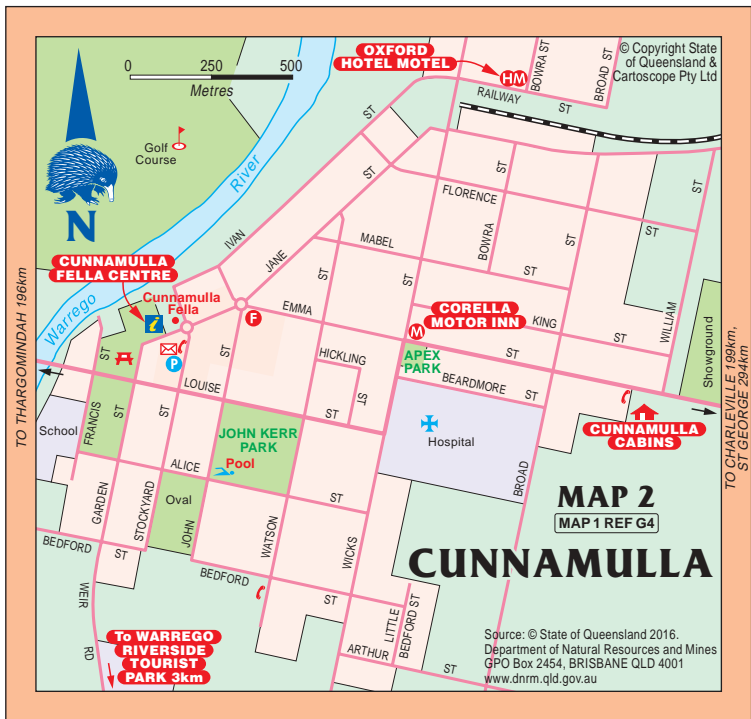 OXFORD
HOTEL MOTEL
HM
BOWRA ST
BROAD ST
© Copyright State
of Queensland &
Cartoscope Pty Ltd
0 250 500
Metres
RAILWAY ST
Golf
Course
N
River
Warrego
ST
ST
IVAN
JANE
FLORENCE
ST
ST
ST
ST
MABEL
BOWRA
ST
CUNNAMULLA
FELLA CENTRE
Cunnamulla
Fella
i
F
P
EMMA
ST
ST
CORELLA
MOTOR INN
M
KING
ST
WILLIAM
Showground
TO THARGOMINDAH 196km
TO CHARLEVILLE 199km,
ST GEORGE 294km
ST
ST
HICKLING
ST
APEX
PARK
BEARDMORE
ST
LOUISE
ST
ST
ST
FRANCIS
School
JOHN KERR
PARK
Pool
Hospital
CUNNAMULLA
CABINS
ALICE
ST
Oval
GARDEN
STOCKYARD
JOHN
WATSON
WICKS
BROAD
MAP 2
MAP 1 REF G4
CUNNAMULLA
BEDFORD
ST
BEDFORD
ST
WEIR
RD
LITTLE
BEDFORD ST
ARTHUR
ST
To WARREGO
RIVERSIDE
TOURIST
PARK 3km
Source: © State of Queensland 2016.
Department of Natural Resources and Mines
GPO Box 2454, BRISBANE QLD 4001
www.dnrm.qld.gov.au